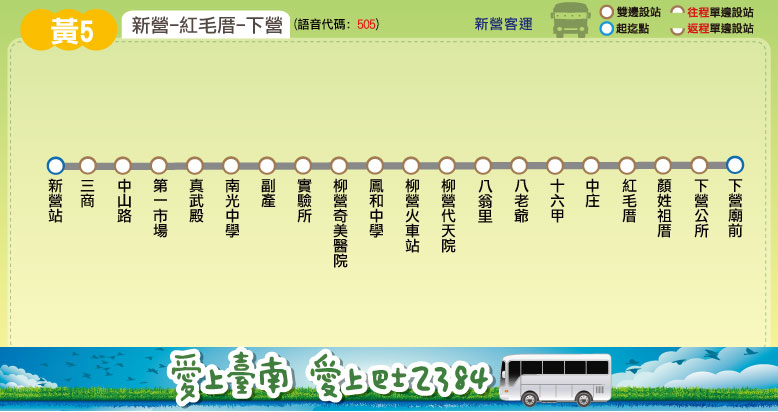 黃5
新營-紅毛厝-下營
(語音代碼: 505)
新營客運
雙邊設站
往程單邊設站
起迄點
返程單邊設站
新營站
三商
中山路
第一市場
真武殿
南光中學
副產
實驗所
柳營奇美醫院
鳳和中學
柳營火車站
柳營代天院
八翁里
八老爺
十六甲
中庄
紅毛厝
顏姓祖厝
下營公所
下營廟前
愛上臺南 愛上巴士2384